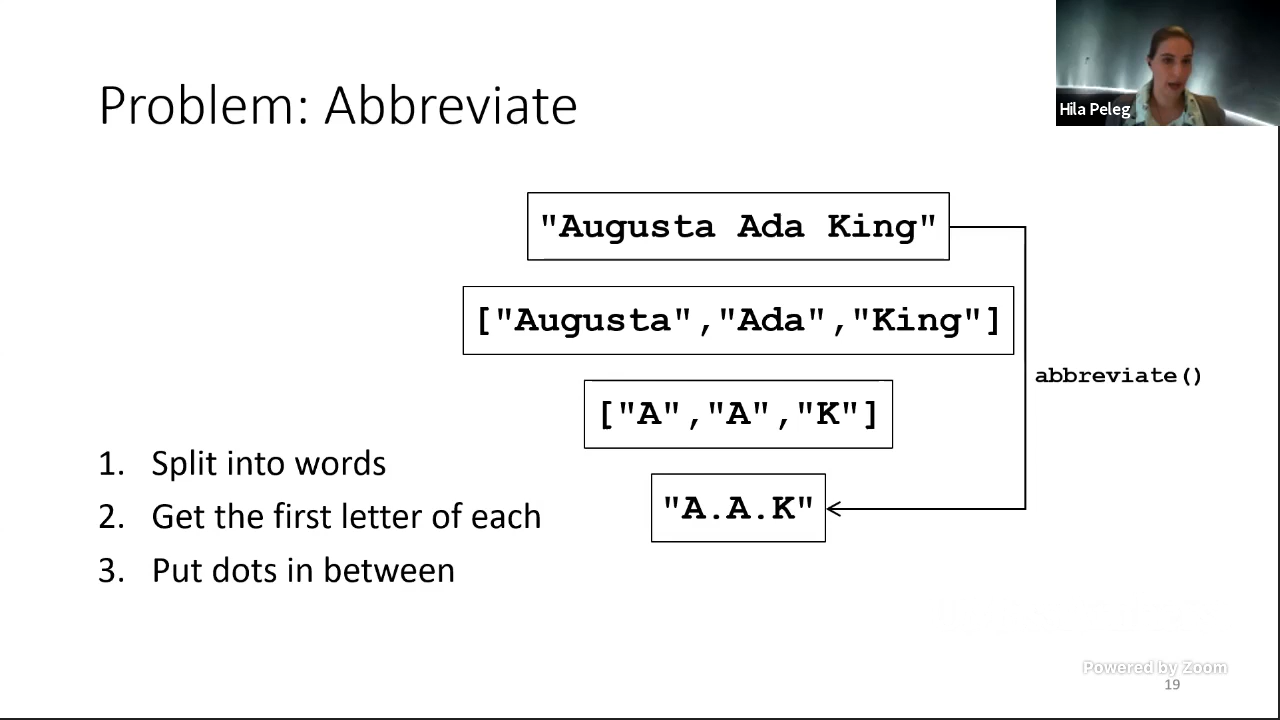 Problem: Abbreviate
Hila Peleg
"Augusta Ada King"
["Augusta","Ada","King"]
abbreviate()
["A","A","K"]
"A.A.K"
1. Split into words
2. Get the first letter of each
3. Put dots in between
Powered by Zoom
19